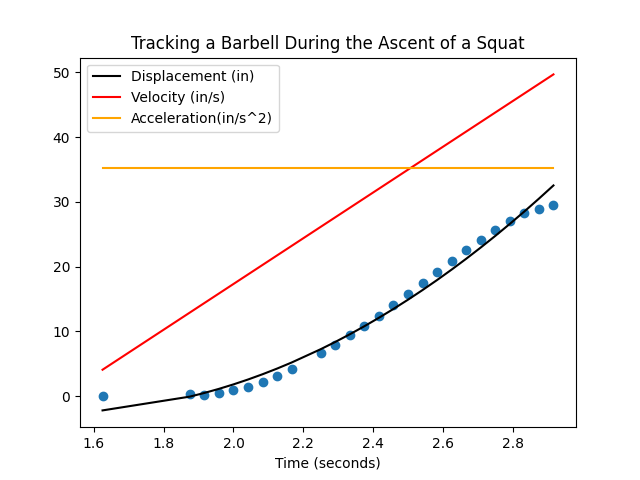 Tracking a Barbell During the Ascent of a Squat
Displacement (in)
Velocity (in/s)
Acceleration(in/s^2)
50
40
30
20
10
0
1.6 1.8 2.0 2.2 2.4 2.6 2.8
Time (seconds)